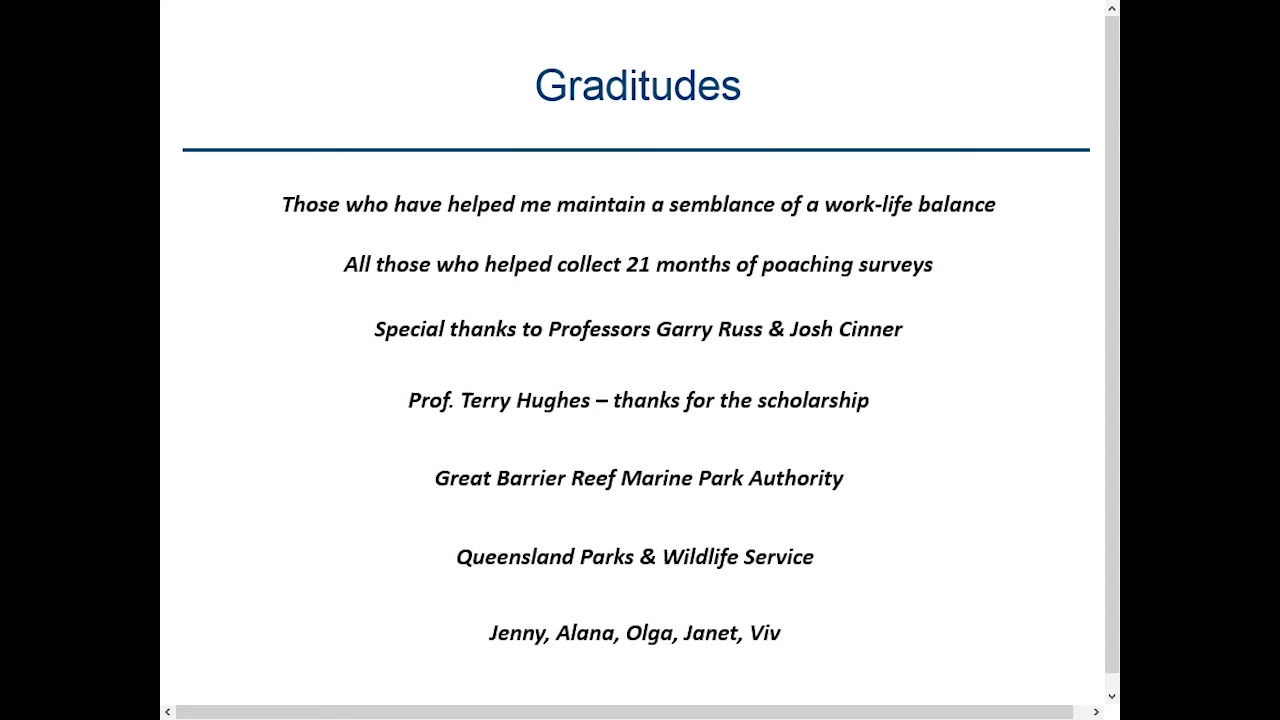 Graditudes
Those who have helped me maintain a semblance of a work-life balance
All those who helped collect 21 months of poaching surveys
Special thanks to Professors Garry Russ & Josh Cinner
Prof. Terry Hughes – thanks for the scholarship
Great Barrier Reef Marine Park Authority
Queensland Parks & Wildlife Service
Jenny, Alana, Olga, Janet, Viv